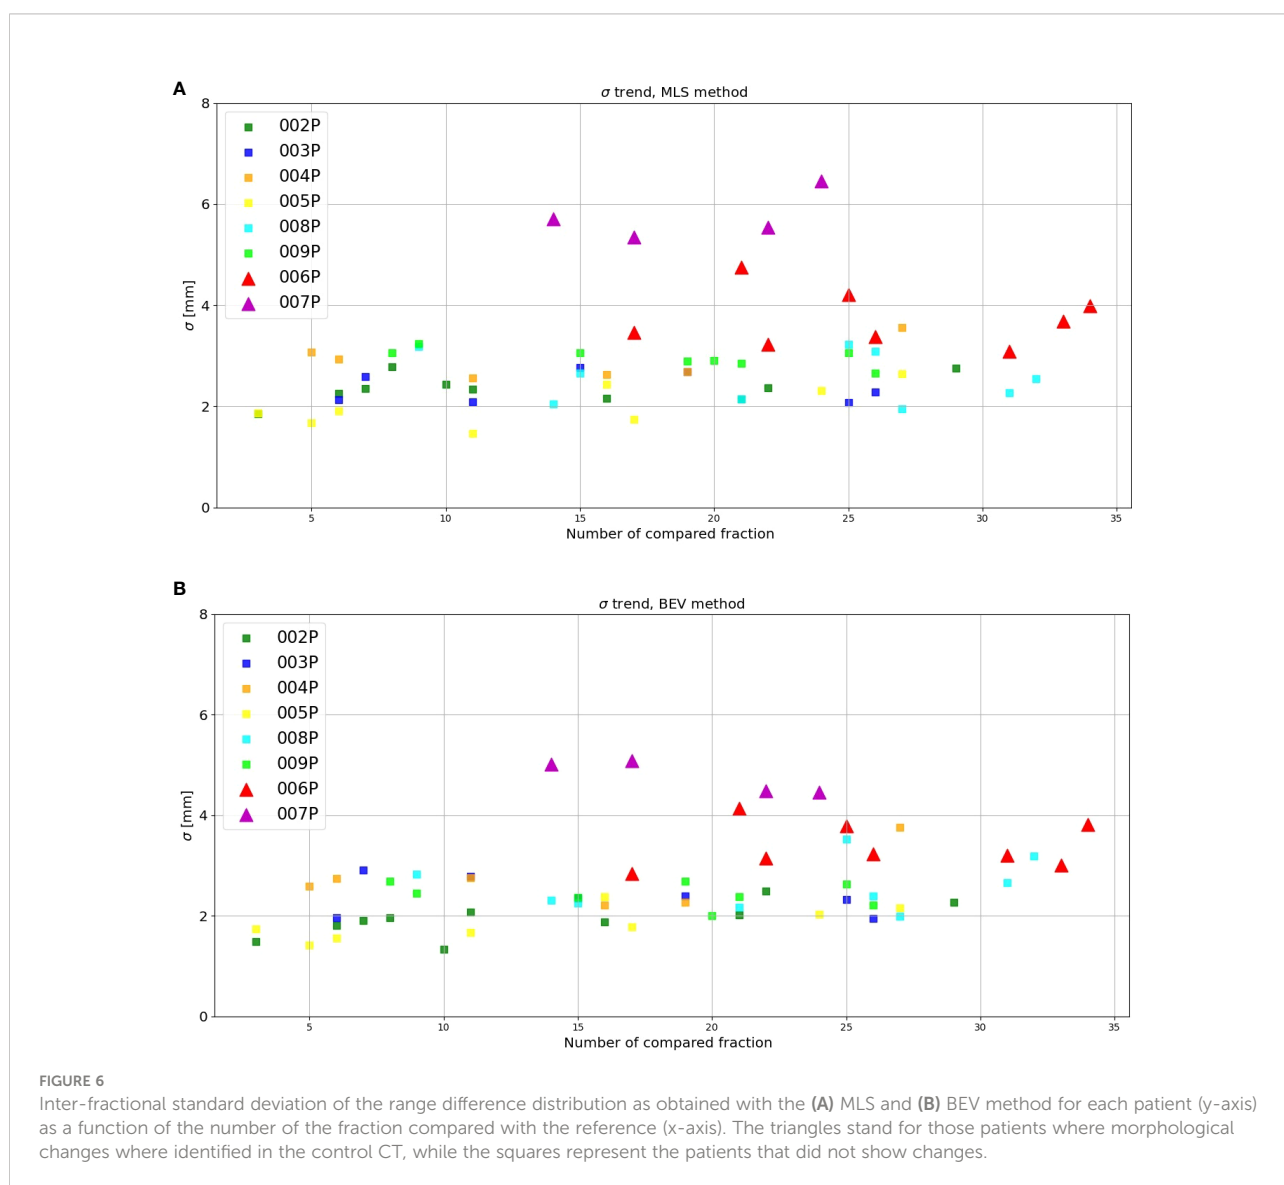 A
σ trend, MLS method
8
6
4
2
0
σ [mm]
002P
003P
004P
005P
008P
009P
006P
007P
5 10 15 20 25 30 35
Number of compared fraction
B
σ trend, BEV method
8
6
4
2
0
σ [mm]
002P
003P
004P
005P
008P
009P
006P
007P
5 10 15 20 25 30 35
Number of compared fraction
FIGURE 6
Inter-fractional standard deviation of the range difference distribution as obtained with the (A) MLS and (B) BEV method for each patient (y-axis)
as a function of the number of the fraction compared with the reference (x-axis). The triangles stand for those patients where morphological
changes where identified in the control CT, while the squares represent the patients that did not show changes.